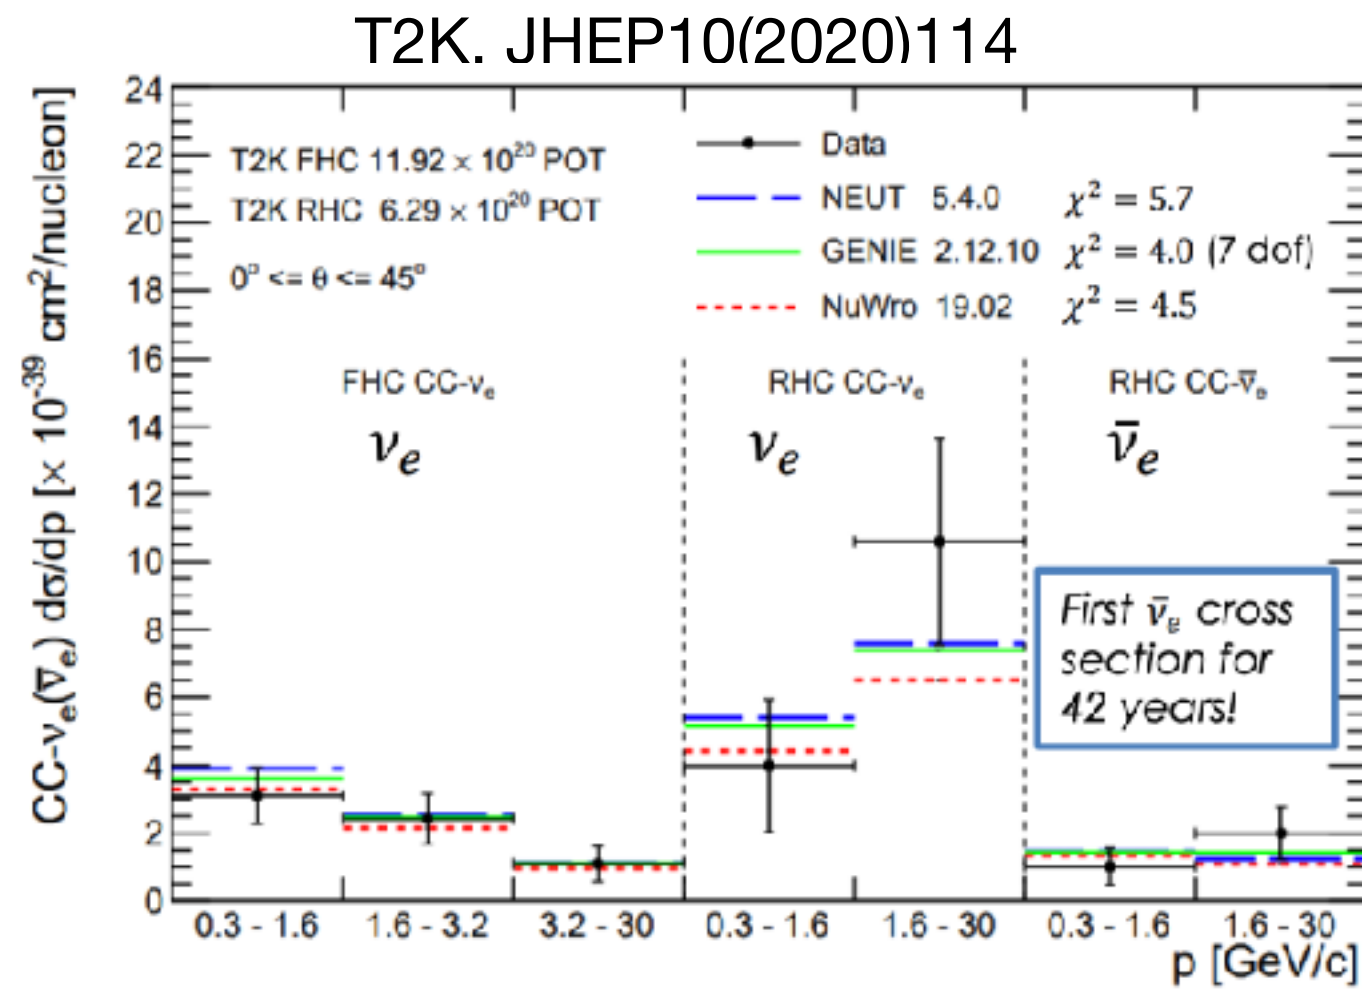 T2K. JHEP10(2020)114
CC-νₑ(ν̄ₑ) dσ/dp [× 10⁻³⁹ cm²/nucleon]
24
22
20
18
16
14
12
10
8
6
4
2
0
T2K FHC 11.92 × 10²⁰ POT
T2K RHC 6.29 × 10²⁰ POT
0° <= θ <= 45°
Data
NEUT 5.4.0 χ² = 5.7
GENIE 2.12.10 χ² = 4.0 (7 dof)
NuWro 19.02 χ² = 4.5
FHC CC-νₑ RHC CC-νₑ RHC CC-ν̄ₑ
νₑ νₑ ν̄ₑ
First ν̄ₑ cross
section for
42 years!
0.3 - 1.6 1.6 - 3.2 3.2 - 30 0.3 - 1.6 1.6 - 30 0.3 - 1.6 1.6 - 30
p [GeV/c]